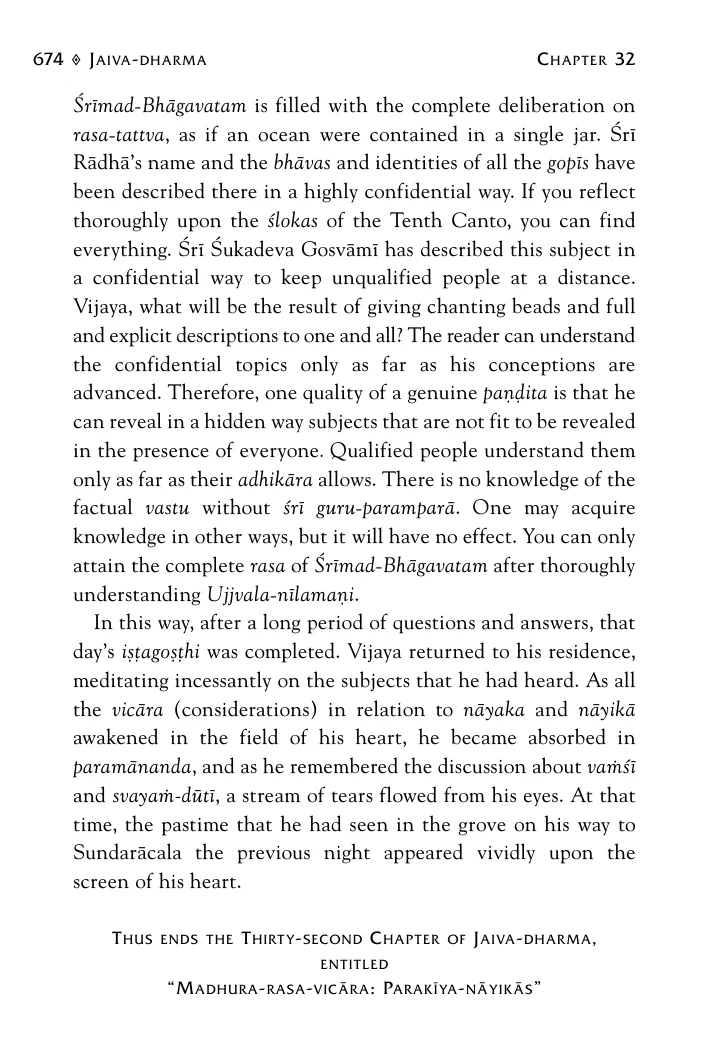 674 ◈ Jaiva-dharma Chapter 32
Śrīmad-Bhāgavatam is filled with the complete deliberation on
rasa-tattva, as if an ocean were contained in a single jar. Śrī
Rādhā’s name and the bhāvas and identities of all the gopīs have
been described there in a highly confidential way. If you reflect
thoroughly upon the ślokas of the Tenth Canto, you can find
everything. Śrī Śukadeva Gosvāmī has described this subject in
a confidential way to keep unqualified people at a distance.
Vijaya, what will be the result of giving chanting beads and full
and explicit descriptions to one and all? The reader can understand
the confidential topics only as far as his conceptions are
advanced. Therefore, one quality of a genuine paṇḍita is that he
can reveal in a hidden way subjects that are not fit to be revealed
in the presence of everyone. Qualified people understand them
only as far as their adhikāra allows. There is no knowledge of the
factual vastu without śrī guru-paramparā. One may acquire
knowledge in other ways, but it will have no effect. You can only
attain the complete rasa of Śrīmad-Bhāgavatam after thoroughly
understanding Ujjvala-nīlamaṇi.
In this way, after a long period of questions and answers, that
day’s iṣṭagoṣṭhi was completed. Vijaya returned to his residence,
meditating incessantly on the subjects that he had heard. As all
the vicāra (considerations) in relation to nāyaka and nāyikā
awakened in the field of his heart, he became absorbed in
paramānanda, and as he remembered the discussion about vaṁśī
and svayaṁ-dūtī, a stream of tears flowed from his eyes. At that
time, the pastime that he had seen in the grove on his way to
Sundarācala the previous night appeared vividly upon the
screen of his heart.
Thus ends the Thirty-second Chapter of Jaiva-dharma,
entitled
“Madhura-rasa-vicāra: Parakīya-nāyikās”